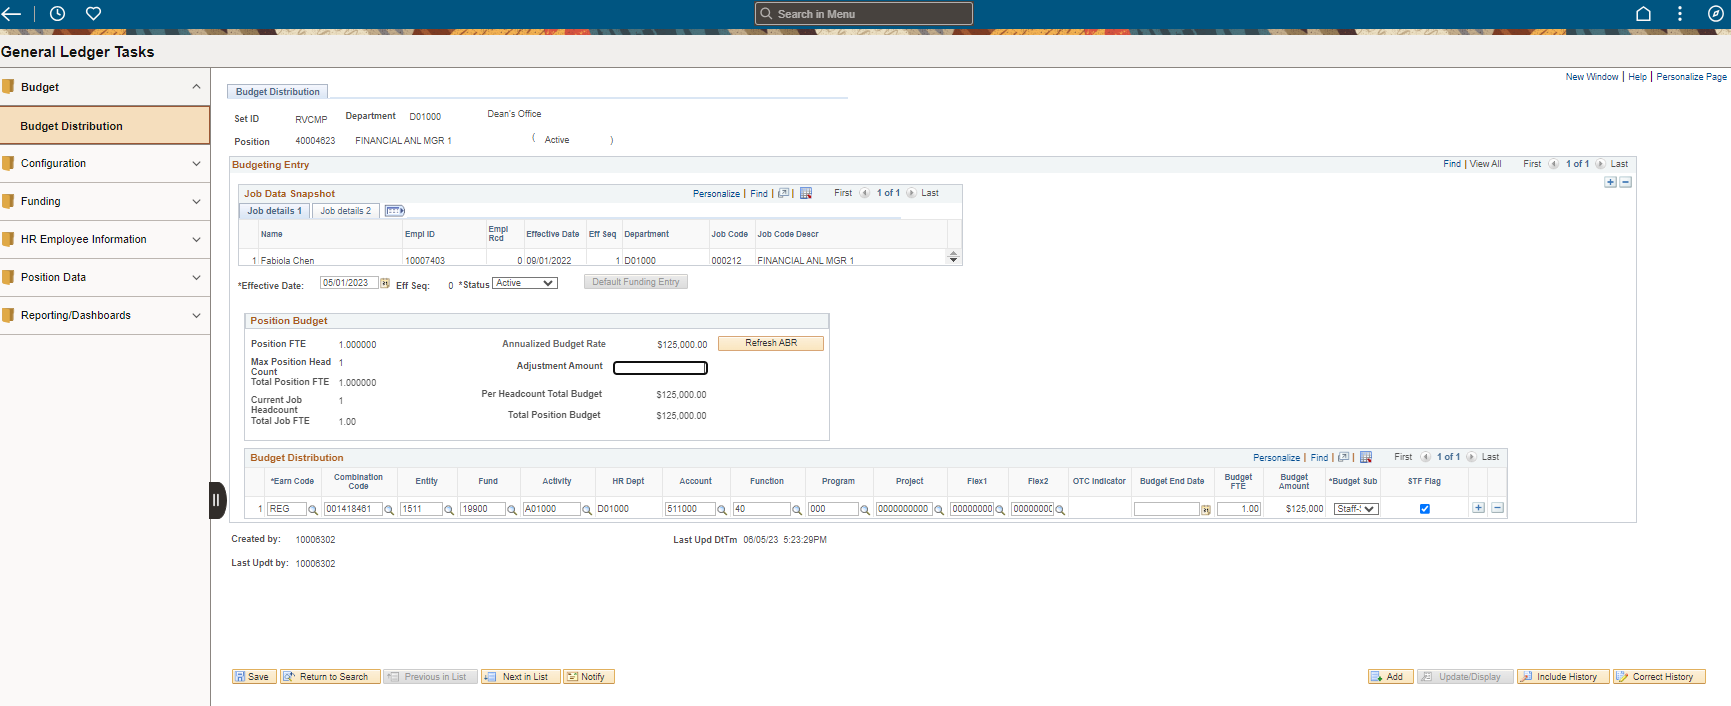 Search in Menu
General Ledger Tasks
New Window | Help | Personalize Page
Budget
Budget Distribution
Configuration
Funding
HR Employee Information
Position Data
Reporting/Dashboards
Budget Distribution
Set ID RVCMP Department D01000 Dean's Office
Position 40004623 FINANCIAL ANL MGR 1 ( Active )
Budgeting Entry Find | View All First 1 of 1 Last
Job Data Snapshot Personalize | Find | | First 1 of 1 Last
Job details 1 Job details 2
Name Empl ID Empl Rcd Effective Date Eff Seq Department Job Code Job Code Descr
1 Fabiola Chen 10007403 0 09/01/2022 1 D01000 000212 FINANCIAL ANL MGR 1
*Effective Date: 05/01/2023 Eff Seq: 0 *Status Active Default Funding Entry
Position Budget
Position FTE 1.000000 Annualized Budget Rate $125,000.00 Refresh ABR
Max Position Head Count 1 Adjustment Amount
Total Position FTE 1.000000
Per Headcount Total Budget $125,000.00
Current Job Headcount 1
Total Position Budget $125,000.00
Total Job FTE 1.00
Budget Distribution Personalize | Find | | First 1 of 1 Last
*Earn Code Combination Code Entity Fund Activity HR Dept Account Function Program Project Flex1 Flex2 OTC Indicator Budget End Date Budget FTE Budget Amount *Budget Sub STF Flag
1 REG 001418461 1511 19900 A01000 D01000 511000 40 000 0000000000 00000000 00000000 1.00 $125,000 Staff-
Created by: 10006302 Last Upd DtTm 06/05/23 5:23:29PM
Last Updt by: 10006302
Save Return to Search Previous in List Next in List Notify Add Update/Display Include History Correct History